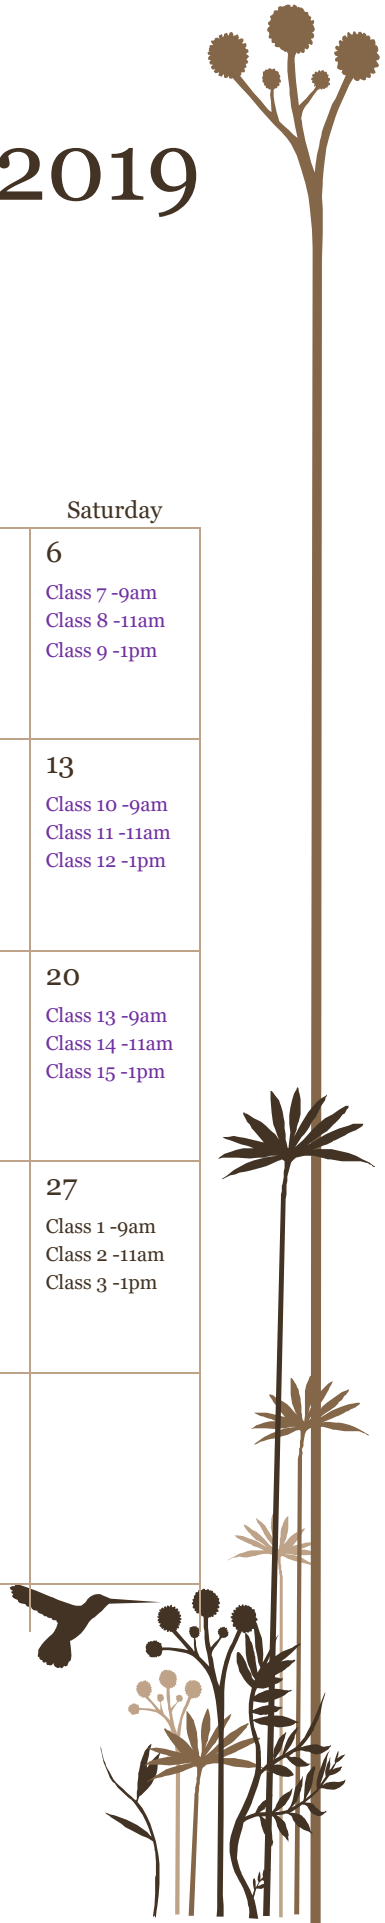 2019
Saturday
6
Class 7 -9am
Class 8 -11am
Class 9 -1pm
13
Class 10 -9am
Class 11 -11am
Class 12 -1pm
20
Class 13 -9am
Class 14 -11am
Class 15 -1pm
27
Class 1 -9am
Class 2 -11am
Class 3 -1pm